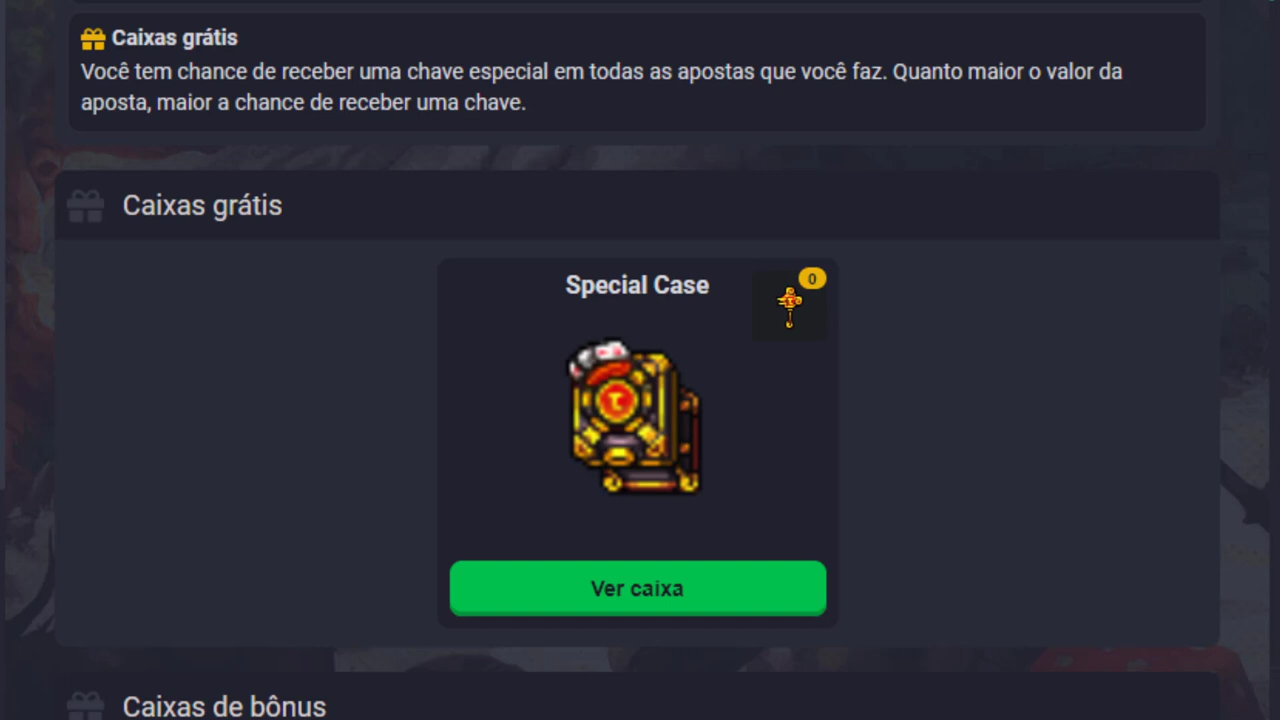 Caixas grátis
Você tem chance de receber uma chave especial em todas as apostas que você faz. Quanto maior o valor da
aposta, maior a chance de receber uma chave.
Caixas grátis
Special Case
0
Ver caixa
Caixas de bônus